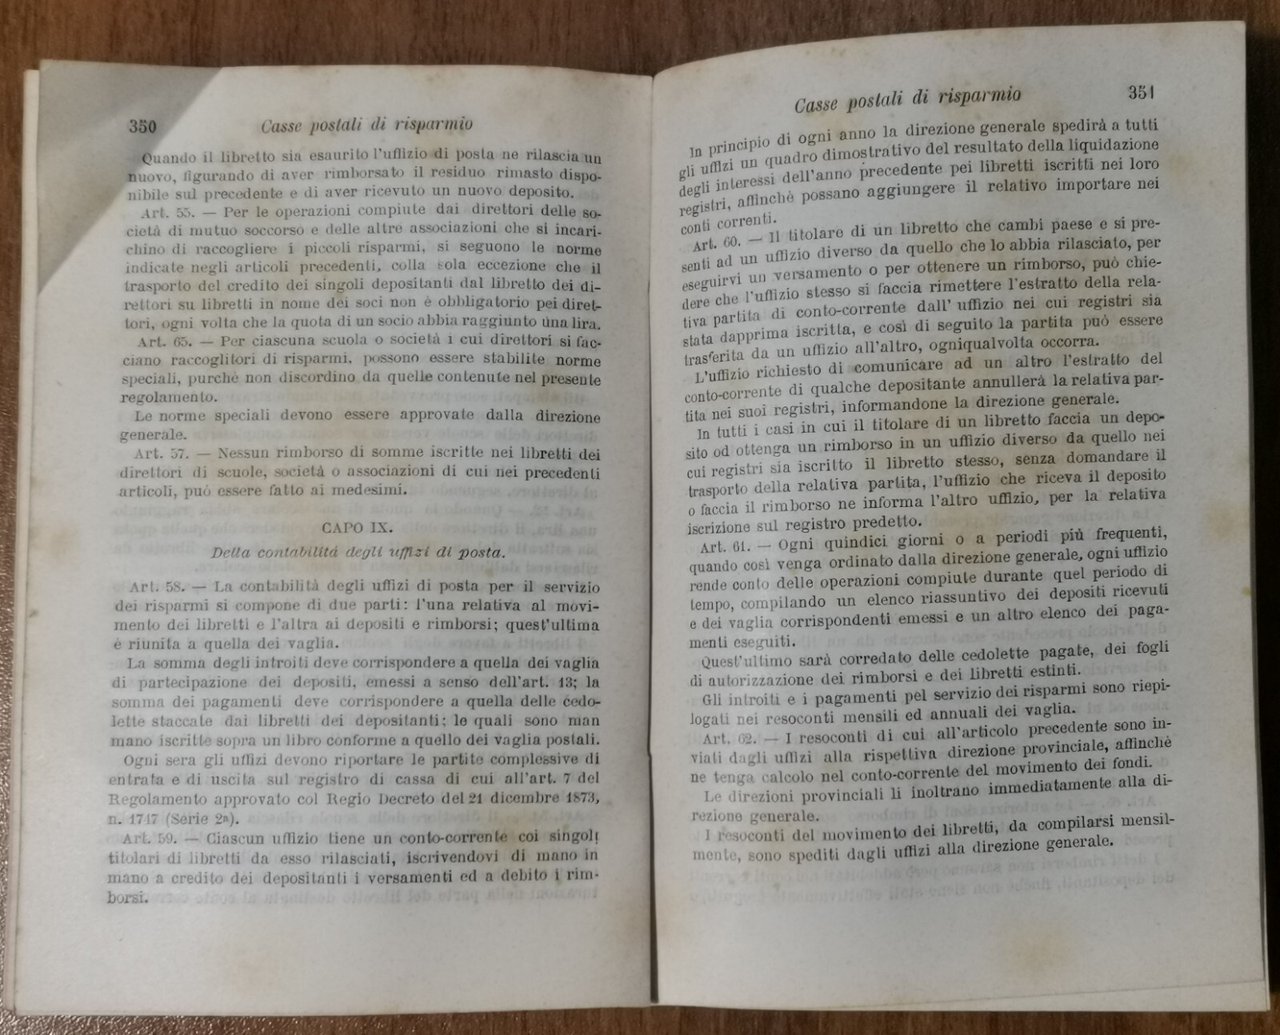 350
Casse postali di risparmio
Quando il libretto sia esaurito l'uffizio di posta ne rilascia un
nuovo, figurando di aver rimborsato il residuo rimasto dispo-
nibile sul precedente e di aver ricevuto un nuovo deposito.
Art. 55. — Per le operazioni compiute dai direttori delle so-
cietà di mutuo soccorso e delle altre associazioni che si incari-
chino di raccogliere i piccoli risparmi, si seguono le norme
indicate negli articoli precedenti, colla sola eccezione che il
trasporto del credito dei singoli depositanti dal libretto dei di-
rettori su libretti in nome dei soci non è obbligatorio pei diret-
tori, ogni volta che la quota di un socio abbia raggiunto una lira.
Art. 65. — Per ciascuna scuola o società i cui direttori si fac-
ciano raccoglitori di risparmi, possono essere stabilite norme
speciali, purchè non discordino da quelle contenute nel presente
regolamento.
Le norme speciali devono essere approvate dalla direzione
generale.
Art. 57. — Nessun rimborso di somme iscritte nei libretti dei
direttori di scuole, società o associazioni di cui nei precedenti
articoli, può essere fatto ai medesimi.
CAPO IX.
Della contabilità degli uffizi di posta.
Art. 58. — La contabilità degli uffizi di posta per il servizio
dei risparmi si compone di due parti: l'una relativa al movi-
mento dei libretti e l'altra ai depositi e rimborsi; quest'ultima
è riunita a quella dei vaglia.
La somma degli introiti deve corrispondere a quella dei vaglia
di partecipazione dei depositi, emessi a senso dell'art. 13; la
somma dei pagamenti deve corrispondere a quella delle cedo-
lette staccate dai libretti dei depositanti; le quali sono man
mano iscritte sopra un libro conforme a quello dei vaglia postali.
Ogni sera gli uffizi devono riportare le partite complessive di
entrata e di uscita sul registro di cassa di cui all'art. 7 del
Regolamento approvato col Regio Decreto del 21 dicembre 1873,
n. 1747 (Serie 2ª).
Art. 59. — Ciascun uffizio tiene un conto-corrente coi singoli
titolari di libretti da esso rilasciati, iscrivendovi di mano in
mano a credito dei depositanti i versamenti ed a debito i rim-
borsi.
Casse postali di risparmio
351
In principio di ogni anno la direzione generale spedirà a tutti
gli uffizi un quadro dimostrativo del resultato della liquidazione
degli interessi dell'anno precedente pei libretti iscritti nei loro
registri, affinchè possano aggiungere il relativo importare nei
conti correnti.
Art. 60. — Il titolare di un libretto che cambi paese e si pre-
senti ad un uffizio diverso da quello che lo abbia rilasciato, per
eseguirvi un versamento o per ottenere un rimborso, può chie-
dere che l'uffizio stesso si faccia rimettere l'estratto della rela-
tiva partita di conto-corrente dall'uffizio nei cui registri sia
stata dapprima iscritta, e così di seguito la partita può essere
trasferita da un uffizio all'altro, ogniqualvolta occorra.
L'uffizio richiesto di comunicare ad un altro l'estratto del
conto-corrente di qualche depositante annullerà la relativa par-
tita nei suoi registri, informandone la direzione generale.
In tutti i casi in cui il titolare di un libretto faccia un depo-
sito od ottenga un rimborso in un uffizio diverso da quello nei
cui registri sia iscritto il libretto stesso, senza domandare il
trasporto della relativa partita, l'uffizio che riceva il deposito
o faccia il rimborso ne informa l'altro uffizio, per la relativa
iscrizione sul registro predetto.
Art. 61. — Ogni quindici giorni o a periodi più frequenti,
quando così venga ordinato dalla direzione generale, ogni uffizio
rende conto delle operazioni compiute durante quel periodo di
tempo, compilando un elenco riassuntivo dei depositi ricevuti
e dei vaglia corrispondenti emessi e un altro elenco dei paga-
menti eseguiti.
Quest'ultimo sarà corredato delle cedolette pagate, dei fogli
di autorizzazione dei rimborsi e dei libretti estinti.
Gli introiti e i pagamenti pel servizio dei risparmi sono riepi-
logati nei resoconti mensili ed annuali dei vaglia.
Art. 62. — I resoconti di cui all'articolo precedente sono in-
viati dagli uffizi alla rispettiva direzione provinciale, affinchè
ne tenga calcolo nel conto-corrente del movimento dei fondi.
Le direzioni provinciali li inoltrano immediatamente alla di-
rezione generale.
I resoconti del movimento dei libretti, da compilarsi mensil-
mente, sono spediti dagli uffizi alla direzione generale.